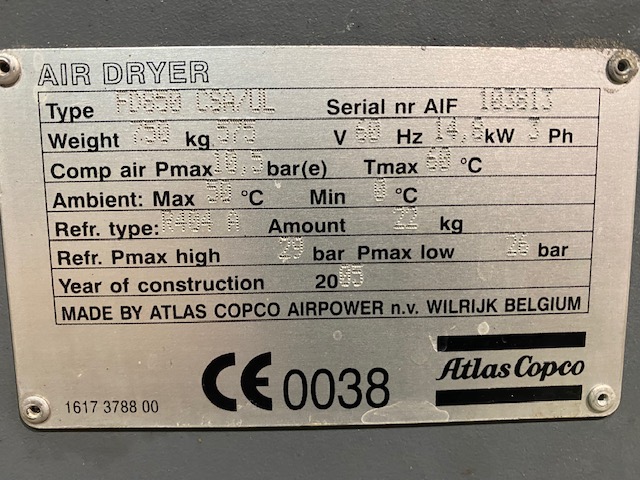 AIR DRYER
Type FD850 CSA/UL Serial nr AIF 103813
Weight 750 kg 575 V 60 Hz 14,8 kW 3 Ph
Comp air Pmax 10,5 bar(e) Tmax 60 °C
Ambient: Max 50 °C Min 0 °C
Refr. type: R404 A Amount 22 kg
Refr. Pmax high 29 bar Pmax low 26 bar
Year of construction 2005
MADE BY ATLAS COPCO AIRPOWER n.v. WILRIJK BELGIUM
1617 3788 00
CE 0038
Atlas Copco